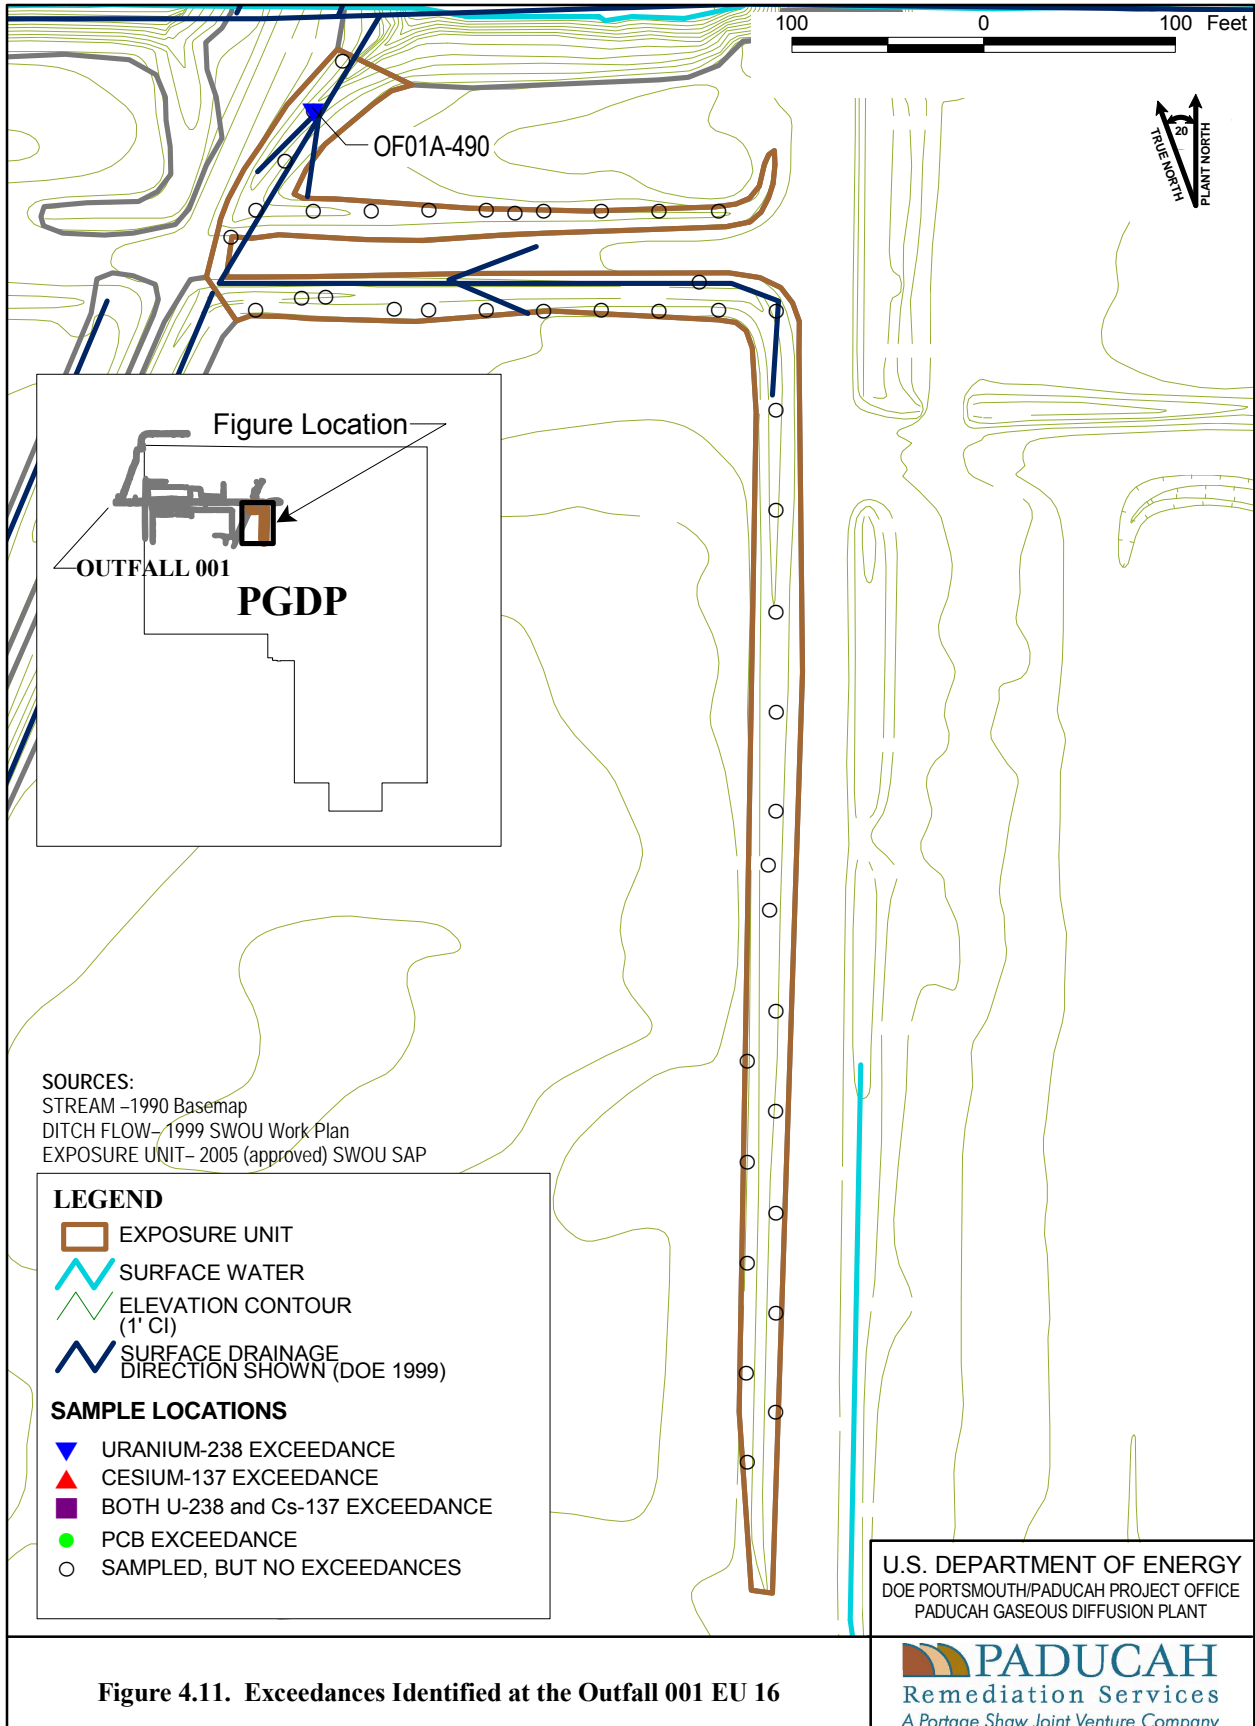 100 0 100 Feet
20
TRUE NORTH
PLANT NORTH
OF01A-490
Figure Location
OUTFALL 001
PGDP
SOURCES:
STREAM –1990 Basemap
DITCH FLOW– 1999 SWOU Work Plan
EXPOSURE UNIT– 2005 (approved) SWOU SAP
LEGEND
EXPOSURE UNIT
SURFACE WATER
ELEVATION CONTOUR
(1' CI)
SURFACE DRAINAGE
DIRECTION SHOWN (DOE 1999)
SAMPLE LOCATIONS
URANIUM-238 EXCEEDANCE
CESIUM-137 EXCEEDANCE
BOTH U-238 and Cs-137 EXCEEDANCE
PCB EXCEEDANCE
SAMPLED, BUT NO EXCEEDANCES
U.S. DEPARTMENT OF ENERGY
DOE PORTSMOUTH/PADUCAH PROJECT OFFICE
PADUCAH GASEOUS DIFFUSION PLANT
PADUCAH
Remediation Services
A Portage Shaw Joint Venture Company
Figure 4.11. Exceedances Identified at the Outfall 001 EU 16